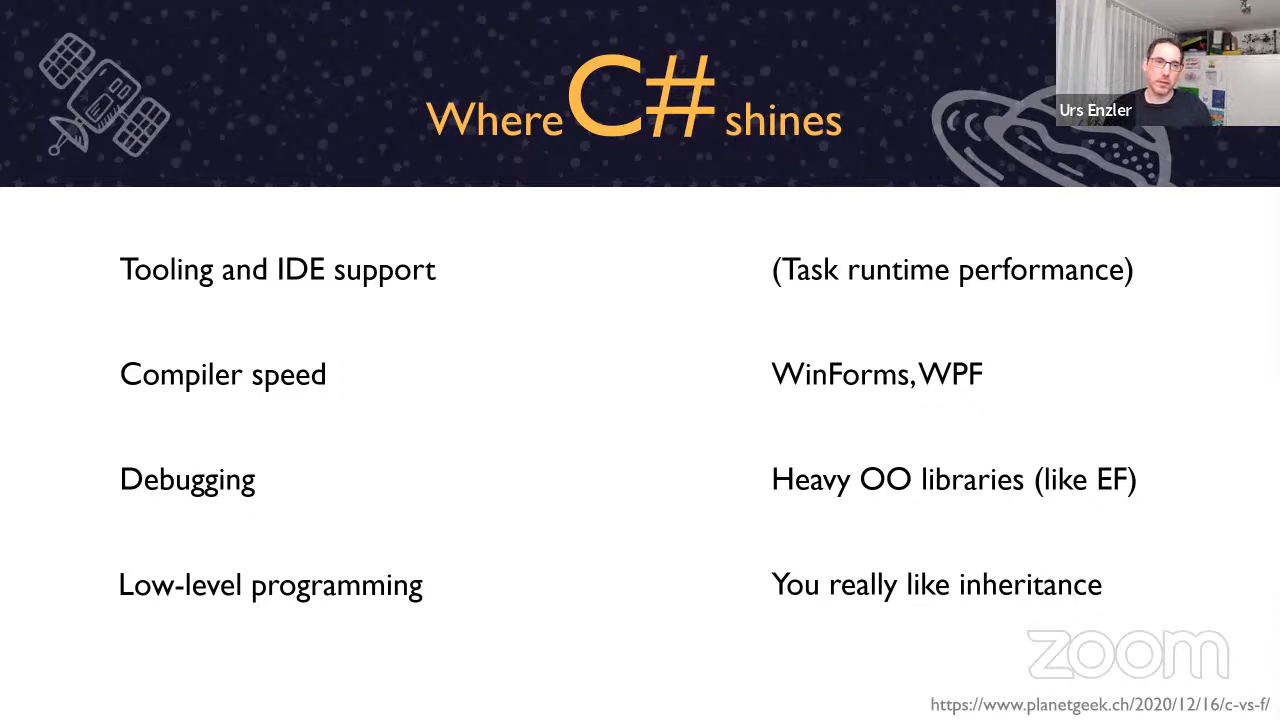 Where C# shines
Urs Enzler
Tooling and IDE support
(Task runtime performance)
Compiler speed
WinForms, WPF
Debugging
Heavy OO libraries (like EF)
Low-level programming
You really like inheritance
zoom
https://www.planetgeek.ch/2020/12/16/c-vs-f/